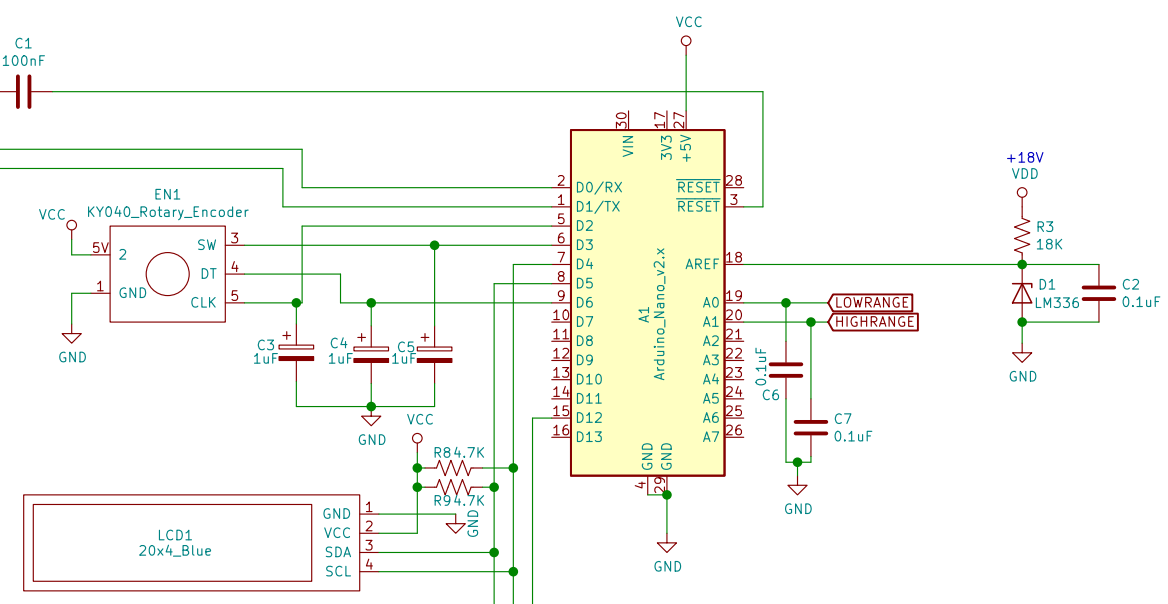 VCC
C1
100nF
30
17
27
VIN
3V3
+5V
+18V
VDD
2
D0/RX
RESET
28
1
D1/TX
RESET
3
EN1
KY040_Rotary_Encoder
VCC
5
D2
R3
18K
5V
2
SW
3
6
D3
DT
4
7
D4
AREF
18
1
GND
CLK
5
8
D5
D1
LM336
C2
0.1uF
9
D6
A0
19
LOWRANGE
10
D7
A1
20
HIGHRANGE
A1
Arduino_Nano_v2.x
GND
+
C3
1uF
+
C4
1uF
+
C5
1uF
11
D8
A2
21
12
D9
A3
22
13
D10
A4
23
14
D11
A5
24
15
D12
A6
25
16
D13
A7
26
0.1uF
C6
C7
0.1uF
GND
GND
VCC
GND
GND
4
29
GND
GND
R84.7K
R94.7K
LCD1
20x4_Blue
GND
1
VCC
2
SDA
3
SCL
4
GND